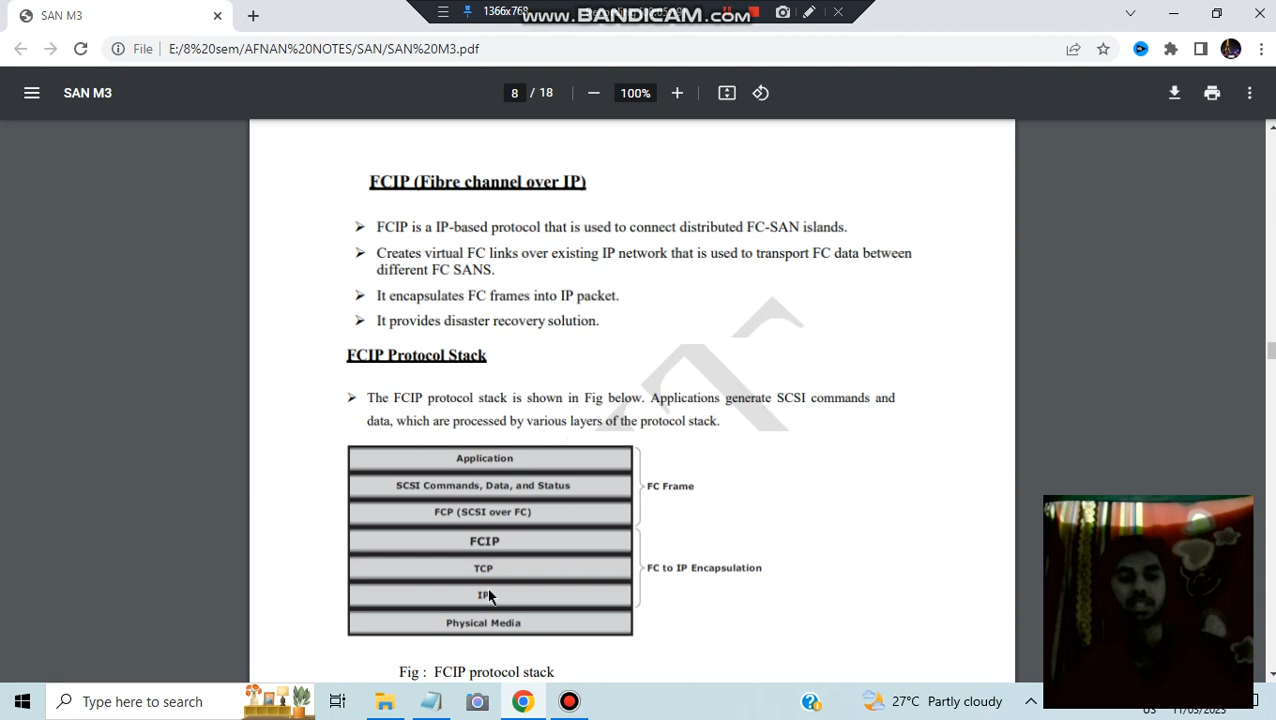 SAN M3
1366x768
www.BANDICAM.com
File
E:/8%20sem/AFNAN%20NOTES/SAN/SAN%20M3.pdf
SAN M3
8 / 18
100%
FCIP (Fibre channel over IP)
➢ FCIP is a IP-based protocol that is used to connect distributed FC-SAN islands.
➢ Creates virtual FC links over existing IP network that is used to transport FC data between
different FC SANS.
➢ It encapsulates FC frames into IP packet.
➢ It provides disaster recovery solution.
FCIP Protocol Stack
➢ The FCIP protocol stack is shown in Fig below. Applications generate SCSI commands and
data, which are processed by various layers of the protocol stack.
Application
SCSI Commands, Data, and Status
FC Frame
FCP (SCSI over FC)
FCIP
TCP
FC to IP Encapsulation
IP
Physical Media
Fig : FCIP protocol stack
Type here to search
27°C Partly cloudy